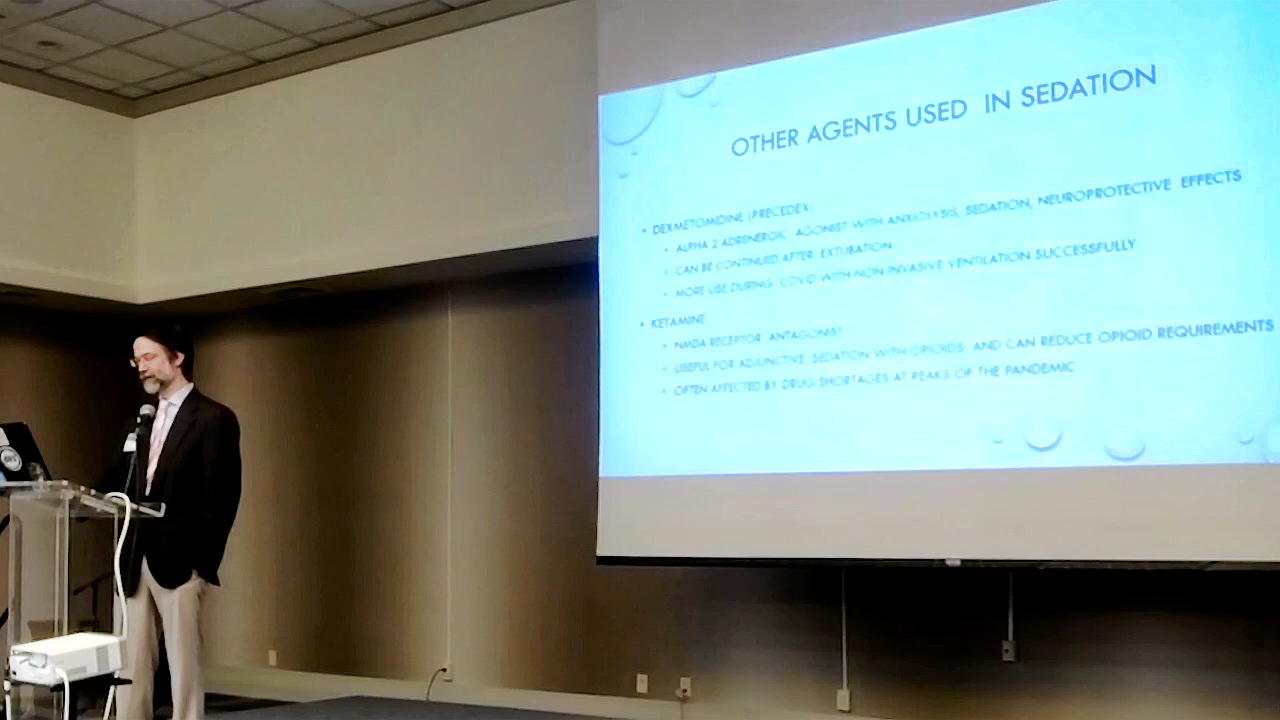 OTHER AGENTS USED IN SEDATION
• DEXMETOMIDINE (PRECEDEX)
• ALPHA 2 ADRENERGIC AGONIST WITH ANXIOLYSIS, SEDATION, NEUROPROTECTIVE EFFECTS
• CAN BE CONTINUED AFTER EXTUBATION
• MORE USE DURING COVID WITH NON INVASIVE VENTILATION SUCCESSFULLY
• KETAMINE
• NMDA RECEPTOR ANTAGONIST
• USEFUL FOR ADJUNCTIVE SEDATION WITH OPIOIDS AND CAN REDUCE OPIOID REQUIREMENTS
• OFTEN AFFECTED BY DRUG SHORTAGES AT PEAKS OF THE PANDEMIC